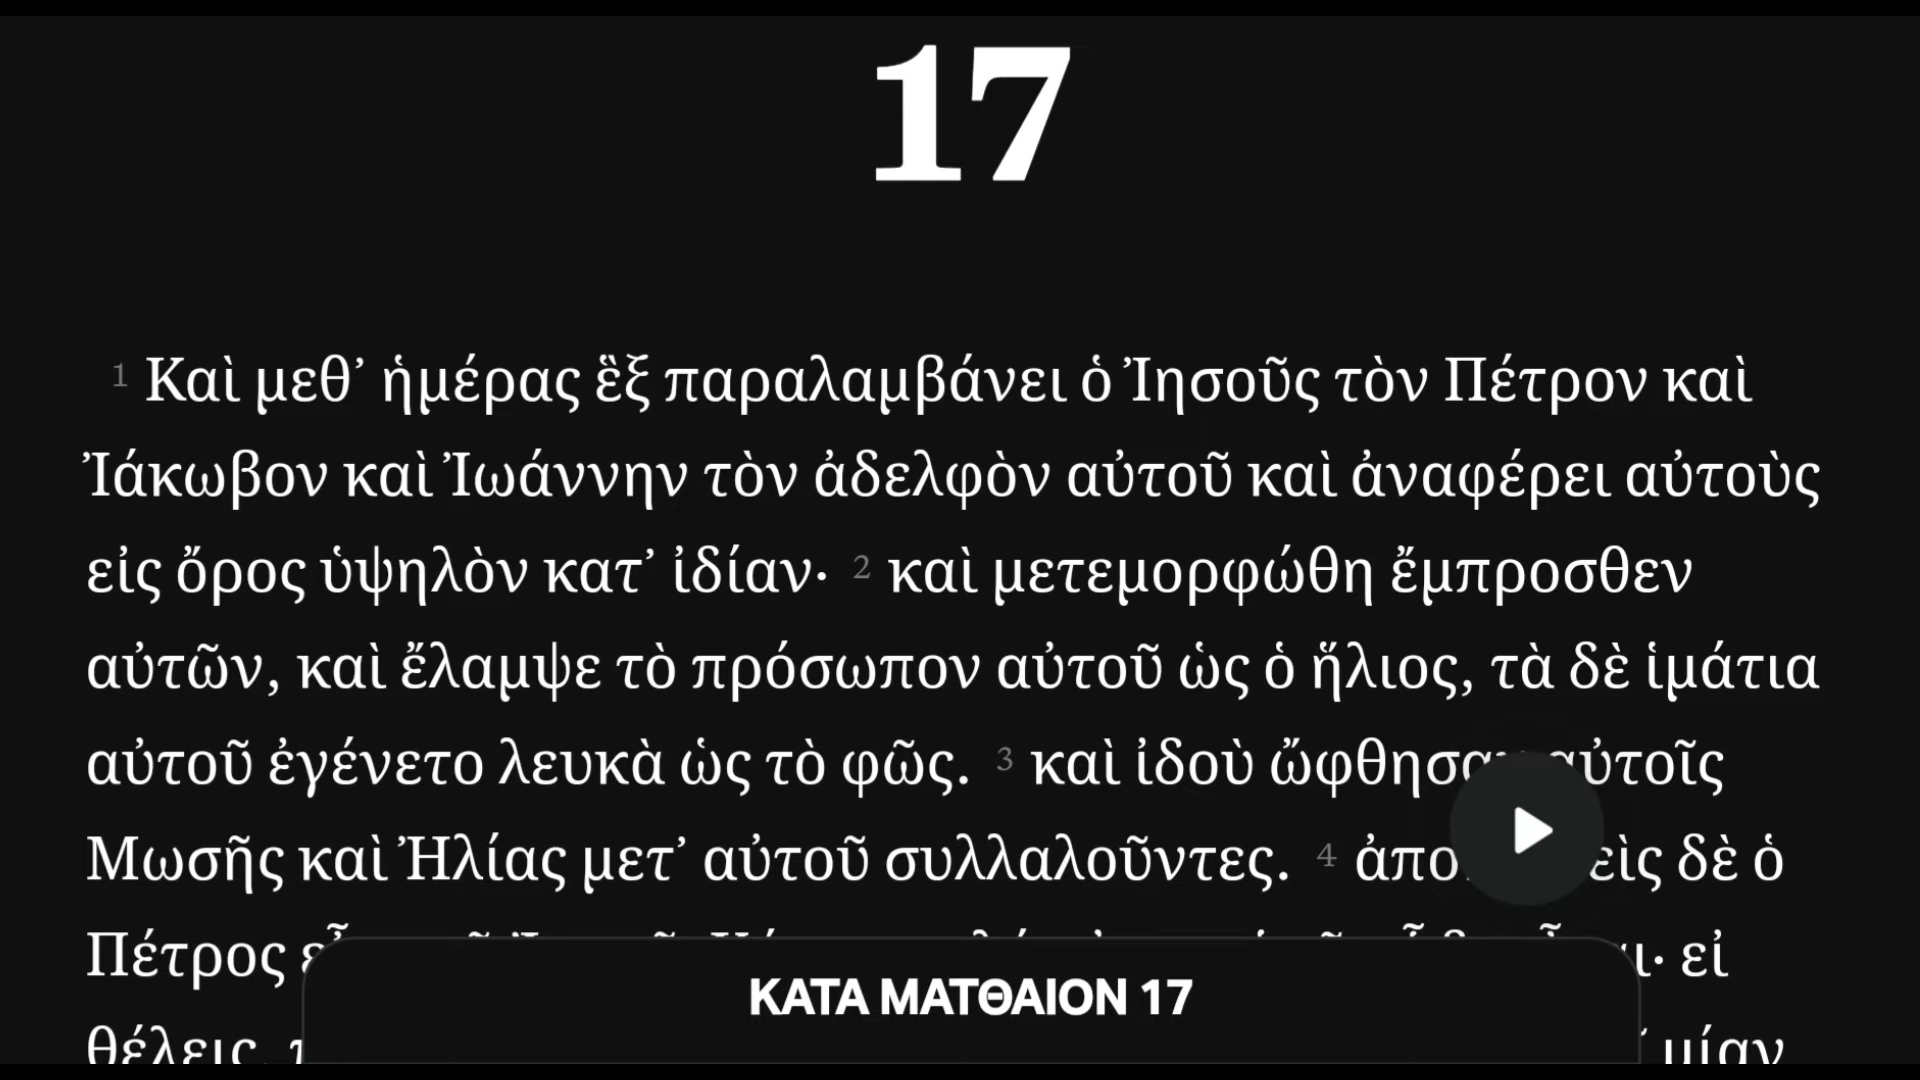 17
1 Καὶ μεθ’ ἡμέρας ἓξ παραλαμβάνει ὁ Ἰησοῦς τὸν Πέτρον καὶ
Ἰάκωβον καὶ Ἰωάννην τὸν ἀδελφὸν αὐτοῦ καὶ ἀναφέρει αὐτοὺς
εἰς ὄρος ὑψηλὸν κατ’ ἰδίαν· 2 καὶ μετεμορφώθη ἔμπροσθεν
αὐτῶν, καὶ ἔλαμψε τὸ πρόσωπον αὐτοῦ ὡς ὁ ἥλιος, τὰ δὲ ἱμάτια
αὐτοῦ ἐγένετο λευκὰ ὡς τὸ φῶς. 3 καὶ ἰδοὺ ὤφθησαν αὐτοῖς
Μωσῆς καὶ Ἠλίας μετ’ αὐτοῦ συλλαλοῦντες. 4 δὲ ὁ
Πέτρος εἰ
θέλεις, μίαν
ΚΑΤΑ ΜΑΤΘΑΙΟΝ 17